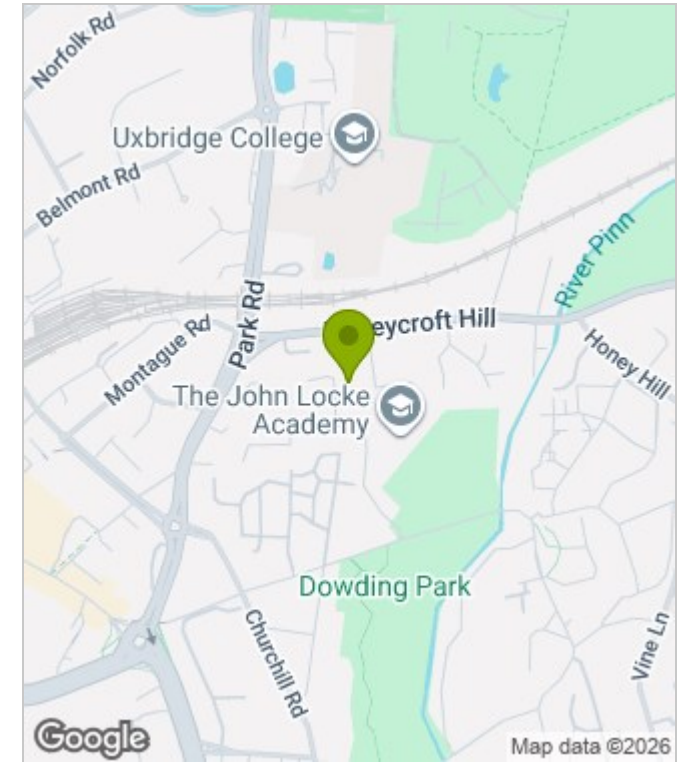 Norfolk Rd
Uxbridge College
Belmont Rd
River Pinn
Park Rd
eycroft Hill
Montague Rd
Honey Hill
The John Locke
Academy
Dowding Park
Churchill Rd
Vine Ln
Google
Map data ©2026